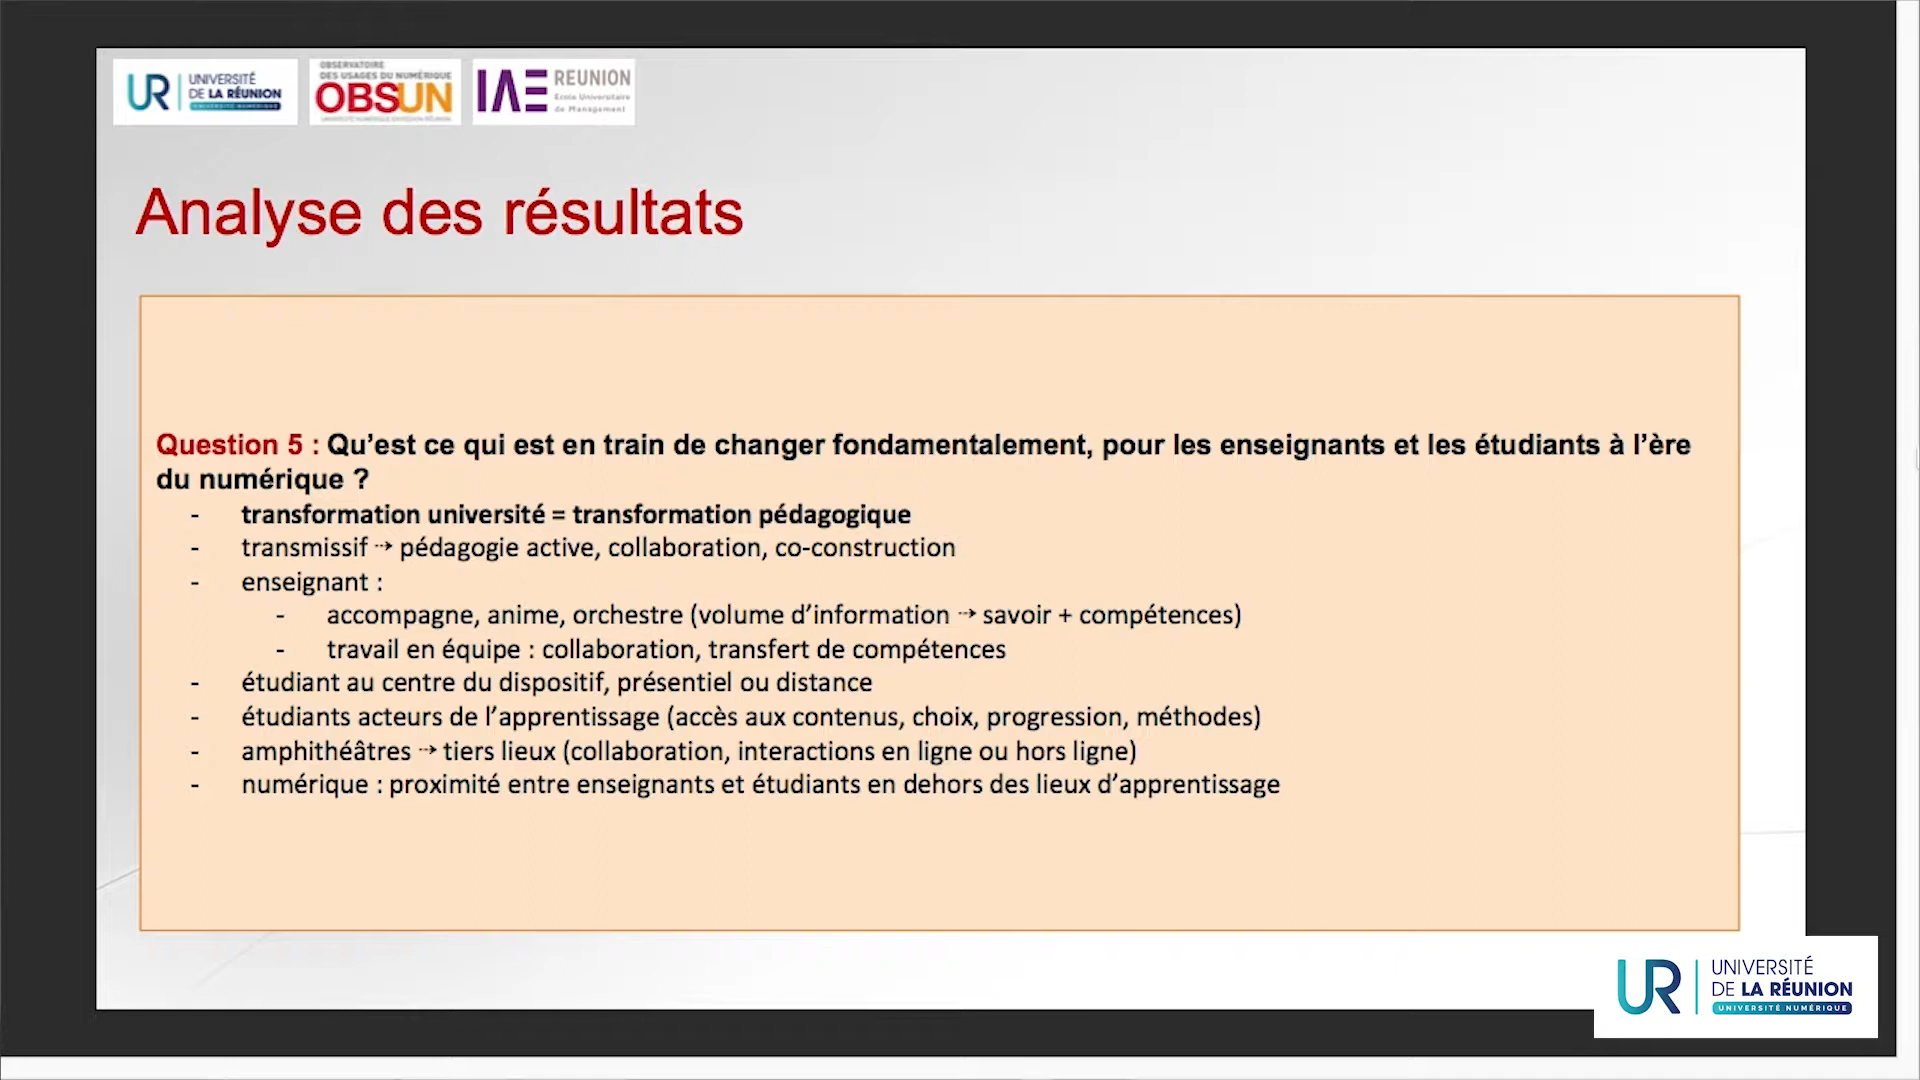 UR UNIVERSITÉ
DE LA RÉUNION
UNIVERSITÉ NUMÉRIQUE
OBSERVATOIRE
DES USAGES DU NUMÉRIQUE
OBSUN
IAE REUNION
Ecole Universitaire
de Management
Analyse des résultats
Question 5 : Qu’est ce qui est en train de changer fondamentalement, pour les enseignants et les étudiants à l’ère
du numérique ?
- transformation université = transformation pédagogique
- transmissif ⇢ pédagogie active, collaboration, co-construction
- enseignant :
- accompagne, anime, orchestre (volume d’information ⇢ savoir + compétences)
- travail en équipe : collaboration, transfert de compétences
- étudiant au centre du dispositif, présentiel ou distance
- étudiants acteurs de l’apprentissage (accès aux contenus, choix, progression, méthodes)
- amphithéâtres ⇢ tiers lieux (collaboration, interactions en ligne ou hors ligne)
- numérique : proximité entre enseignants et étudiants en dehors des lieux d’apprentissage
UR UNIVERSITÉ
DE LA RÉUNION
UNIVERSITÉ NUMÉRIQUE